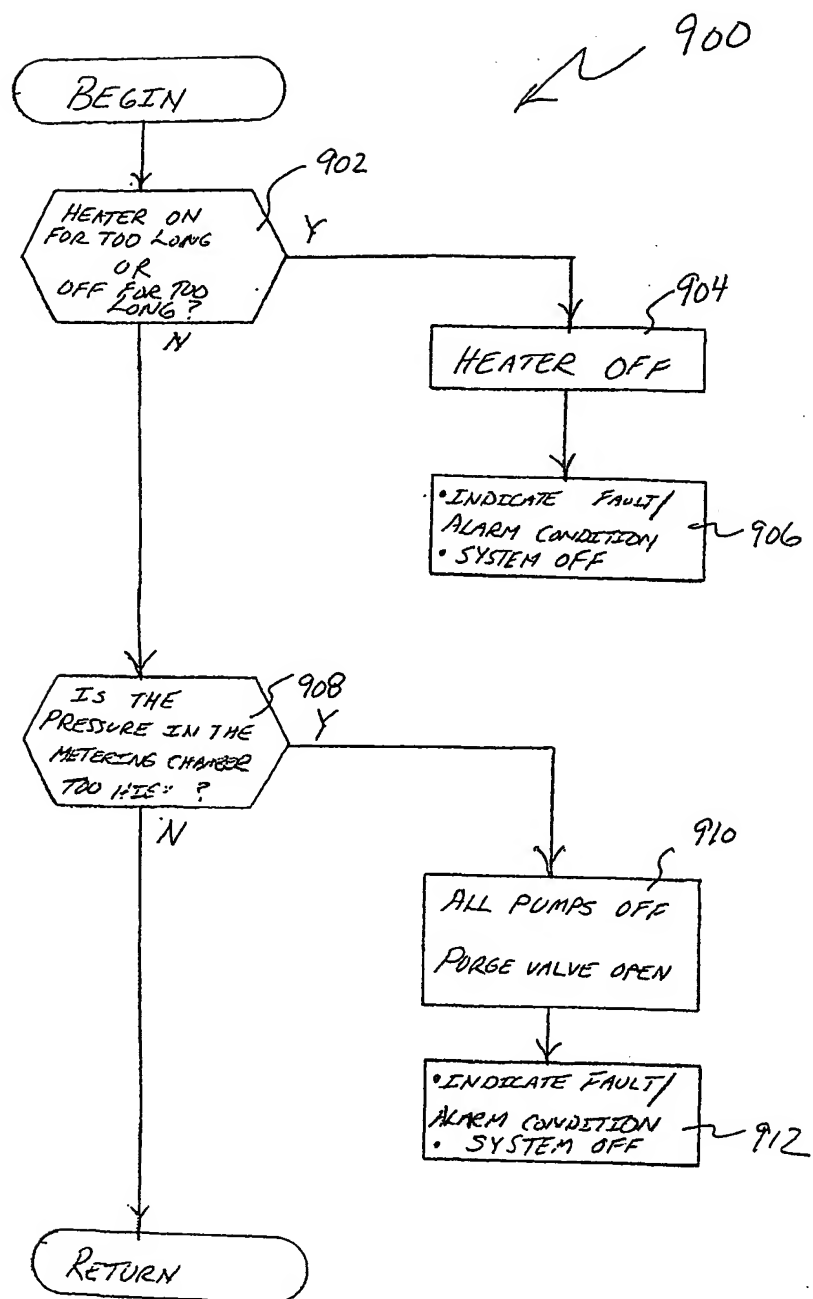 900
BEGIN
902
HEATER ON
FOR TOO LONG
OR
OFF FOR TOO
LONG?
Y
N
904
HEATER OFF
• INDICATE FAULT/
ALARM CONDITION
• SYSTEM OFF
906
908
IS THE
PRESSURE IN THE
METERING CHAMBER
TOO ?
Y
N
910
ALL PUMPS OFF
PURGE VALVE OPEN
• INDICATE FAULT/
ALARM CONDITION
• SYSTEM OFF
912
RETURN